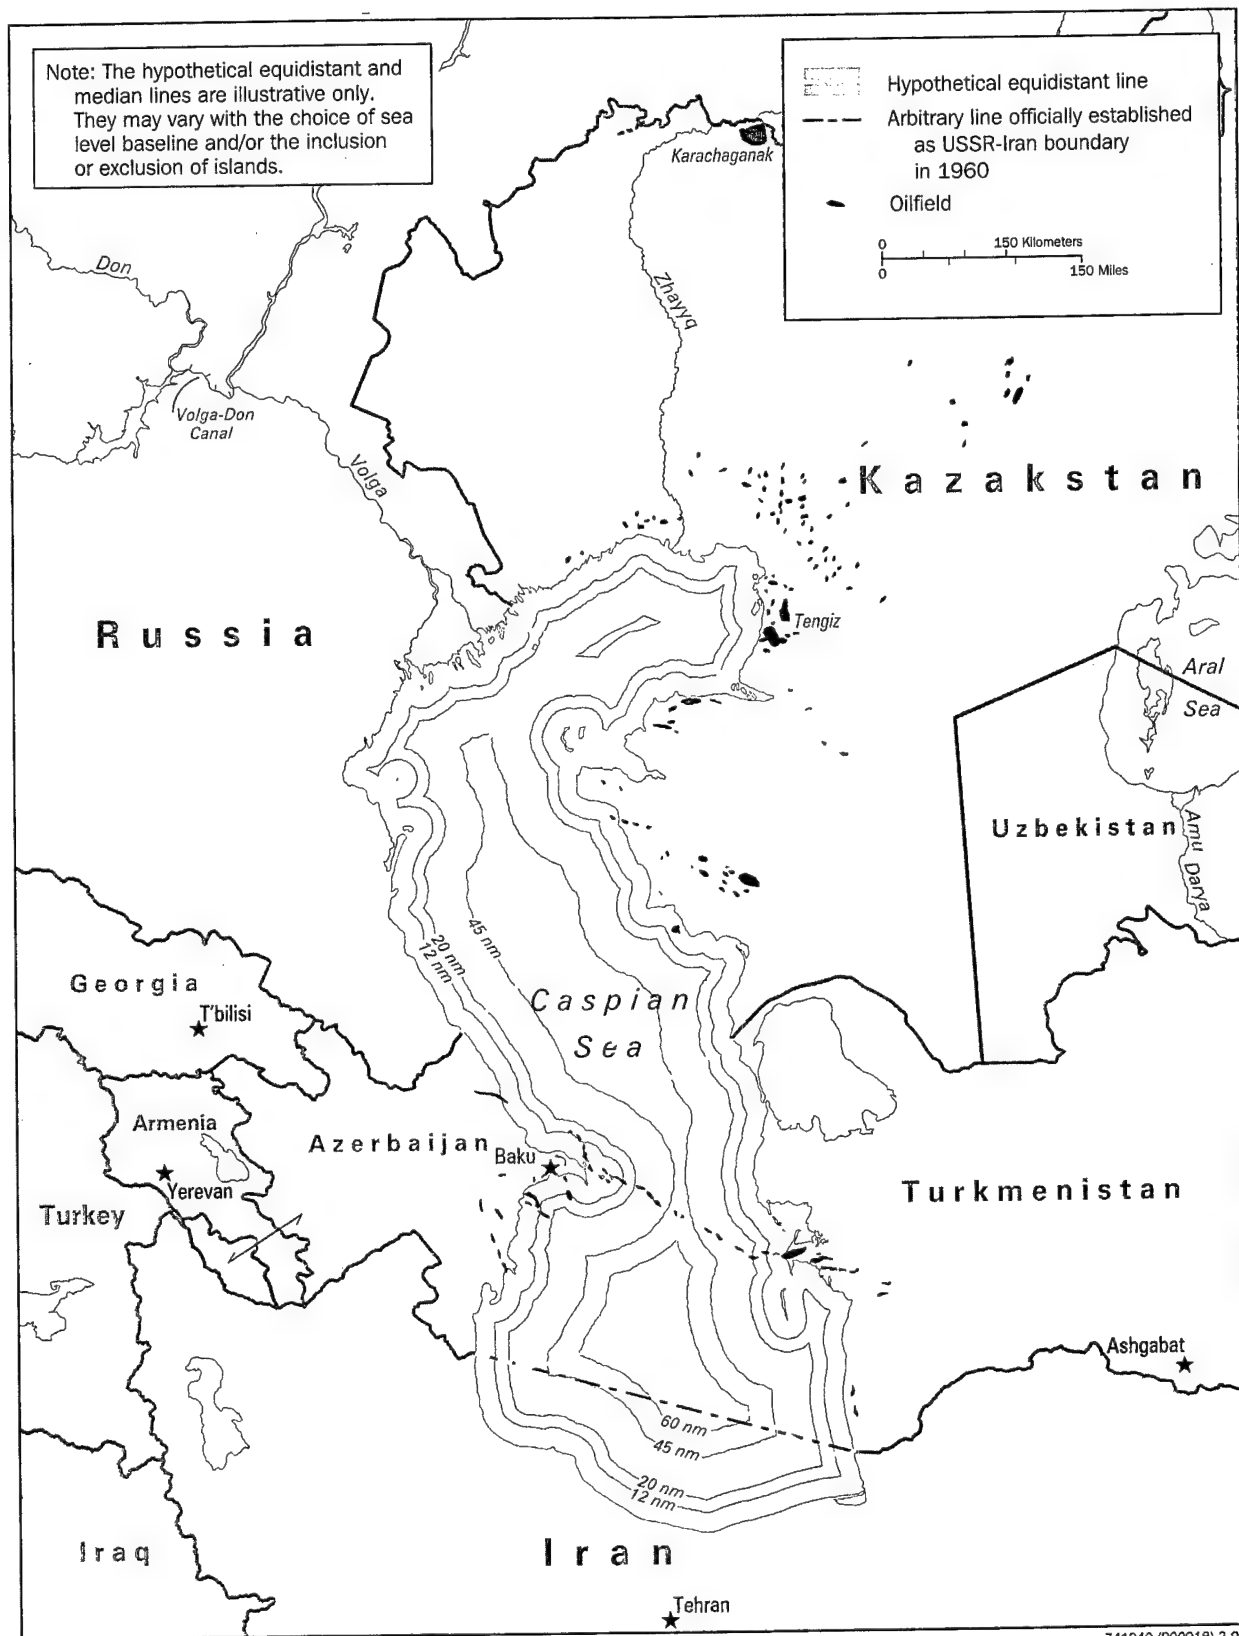 Note: The hypothetical equidistant and
median lines are illustrative only.
They may vary with the choice of sea
level baseline and/or the inclusion
or exclusion of islands.
Hypothetical equidistant line
Arbitrary line officially established
as USSR-Iran boundary
in 1960
Oilfield
0 150 Kilometers
0 150 Miles
Karachaganak
Don
Zhayyq
Volga-Don
Canal
Volga
Kazakstan
Russia
Tengiz
Aral
Sea
Uzbekistan
Amu Darya
20 nm
12 nm
45 nm
Georgia
T'bilisi
Caspian
Sea
Armenia
Azerbaijan
Baku
Yerevan
Turkey
Turkmenistan
Ashgabat
60 nm
45 nm
20 nm
12 nm
Iraq
Iran
Tehran